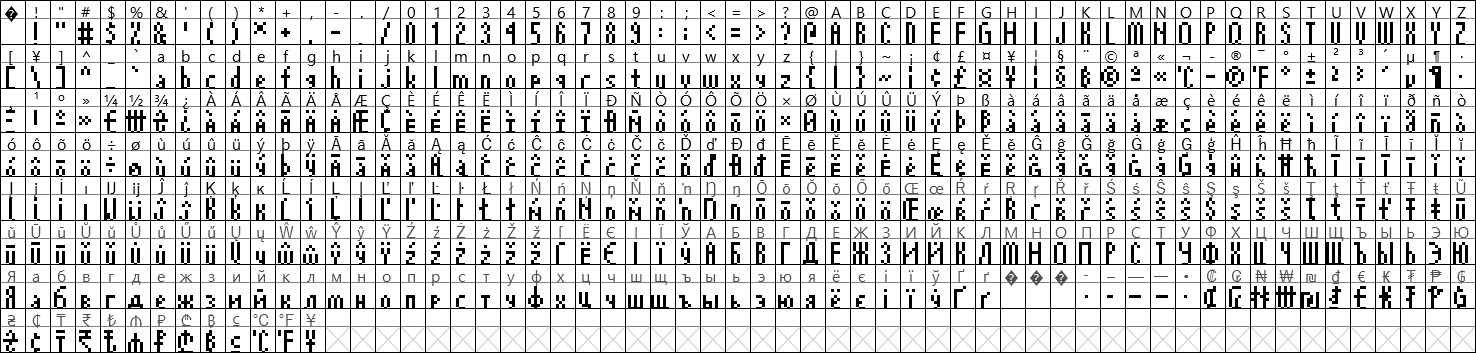 � ! " # $ % & ' ( ) * + , - . / 0 1 2 3 4 5 6 7 8 9 : ; < = > ? @ A B C D E F G H I J K L M N O P Q R S T U V W X Y Z
[ ¥ ] ^ _ ` a b c d e f g h i j k l m n o p q r s t u v w x y z { | } ~ ¡ ¢ £ ¤ ¥ ¦ § ¨ © ª « ¬ - ® ¯ ° ± ² ³ ´ µ ¶ ·
¸ ¹ º » ¼ ½ ¾ ¿ À Á Â Ã Ä Å Æ Ç È É Ê Ë Ì Í Î Ï Ð Ñ Ò Ó Ô Õ Ö × Ø Ù Ú Û Ü Ý Þ ß à á â ã ä å æ ç è é ê ë ì í î ï ð ñ ò
ó ô õ ö ÷ ø ù ú û ü ý þ ÿ Ā ā Ă ă Ą ą Ć ć Ĉ ĉ Ċ ċ Č č Ď ď Đ đ Ē ē Ĕ ĕ Ė ė Ę ę Ě ě Ĝ ĝ Ğ ğ Ġ ġ Ģ ģ Ĥ ĥ Ħ ħ Ĩ ĩ Ī ī Ĭ ĭ
Į į İ ı Ĳ ĳ Ĵ ĵ Ķ ķ ĸ Ĺ ĺ Ļ ļ Ľ ľ Ŀ ŀ Ł ł Ń ń Ņ ņ Ň ň ŉ Ŋ ŋ Ō ō Ŏ ŏ Ő ő Œ œ Ŕ ŕ Ŗ ŗ Ř ř Ś ś Ŝ ŝ Ş ş Š š Ţ ţ Ť ť Ŧ ŧ Ũ
ũ Ū ū Ŭ ŭ Ů ů Ű ű Ų ų Ŵ ŵ Ŷ ŷ Ÿ Ź ź Ż ż Ž ž Ё Є І Ї Ў А Б В Г Д Е Ж З И Й К Л М Н О П Р С Т У Ф Х Ц Ч Ш Щ Ъ Ы Ь Э Ю
Я а б в г д е ж з и й к л м н о п р с т у ф х ц ч ш щ ъ ы ь э ю я ё є і ї ў Ґ ґ � � � ‐ – — ― • ₡ ₢ ₦ ₩ ₪ ₫ € ₭ ₮ ₱ ₲
₴ ₵ ₸ ₹ ₺ ₼ ₽ ₾ ℃ ℉ ¥